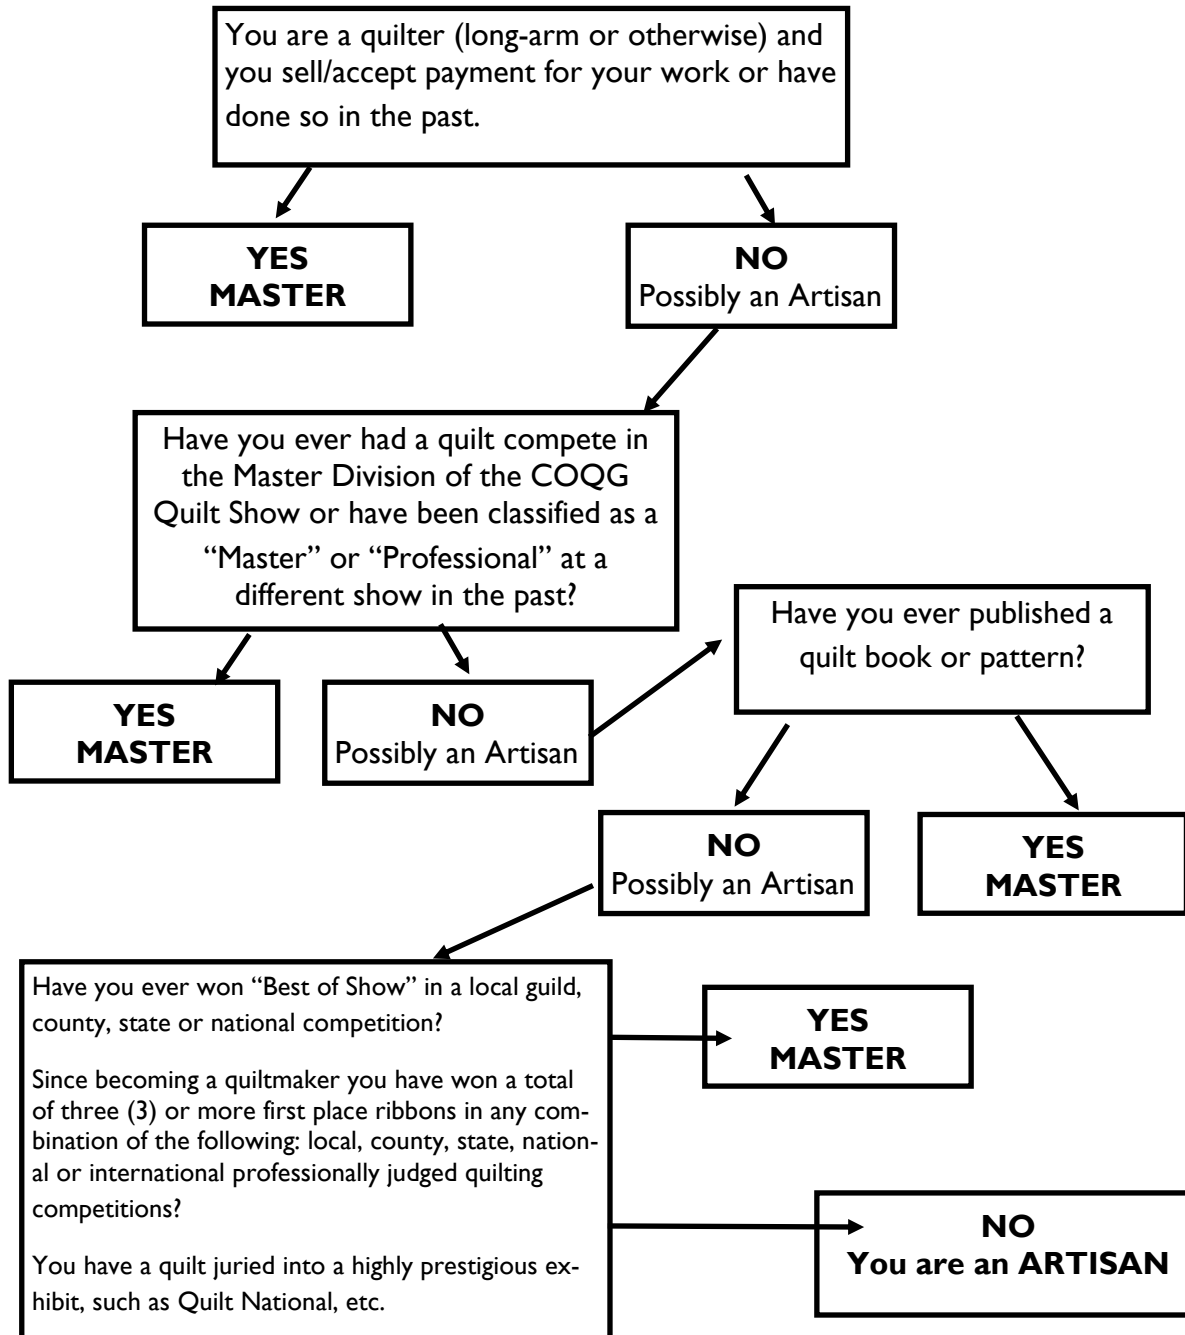 You are a quilter (long-arm or otherwise) and
you sell/accept payment for your work or have
done so in the past.
YES
MASTER
NO
Possibly an Artisan
Have you ever had a quilt compete in
the Master Division of the COQG
Quilt Show or have been classified as a
“Master” or “Professional” at a
different show in the past?
YES
MASTER
NO
Possibly an Artisan
Have you ever published a
quilt book or pattern?
NO
Possibly an Artisan
YES
MASTER
Have you ever won “Best of Show” in a local guild,
county, state or national competition?
Since becoming a quiltmaker you have won a total
of three (3) or more first place ribbons in any com-
bination of the following: local, county, state, nation-
al or international professionally judged quilting
competitions?
You have a quilt juried into a highly prestigious ex-
hibit, such as Quilt National, etc.
YES
MASTER
NO
You are an ARTISAN